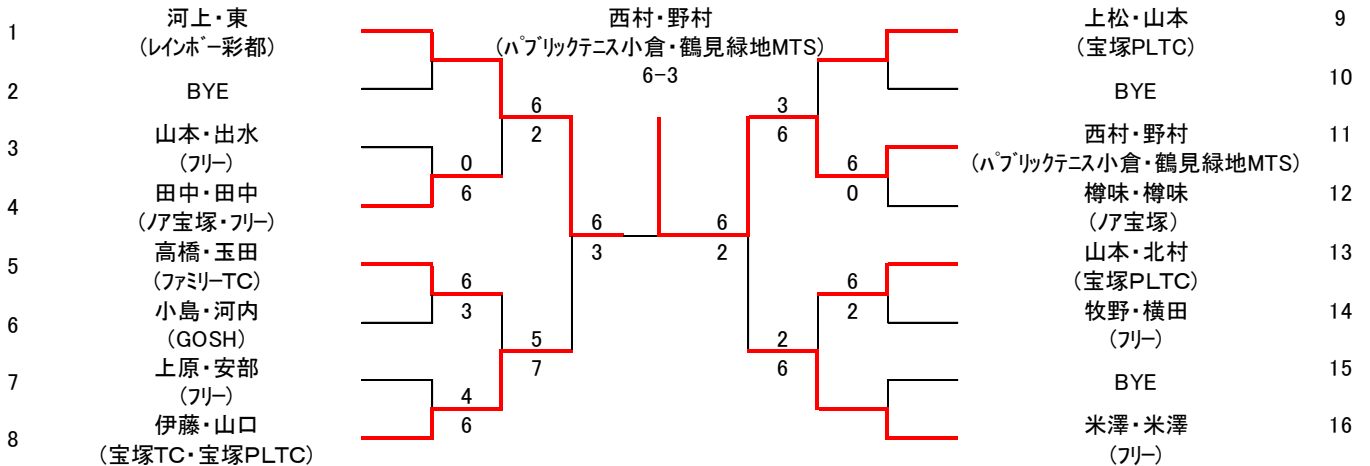 1
河上・東
(レインボー彩都)
2
BYE
3
山本・出水
(フリー)
4
田中・田中
(ノア宝塚・フリー)
5
高橋・玉田
(ファミリーTC)
6
小島・河内
(GOSH)
7
上原・安部
(フリー)
8
伊藤・山口
(宝塚TC・宝塚PLTC)
0
6
6
3
4
6
6
2
5
7
6
3
西村・野村
(パブリックテニス小倉・鶴見緑地MTS)
6-3
6
2
3
6
2
6
6
0
6
2
上松・山本
(宝塚PLTC)
9
BYE
10
西村・野村
(パブリックテニス小倉・鶴見緑地MTS)
11
樽味・樽味
(ノア宝塚)
12
山本・北村
(宝塚PLTC)
13
牧野・横田
(フリー)
14
BYE
15
米澤・米澤
(フリー)
16